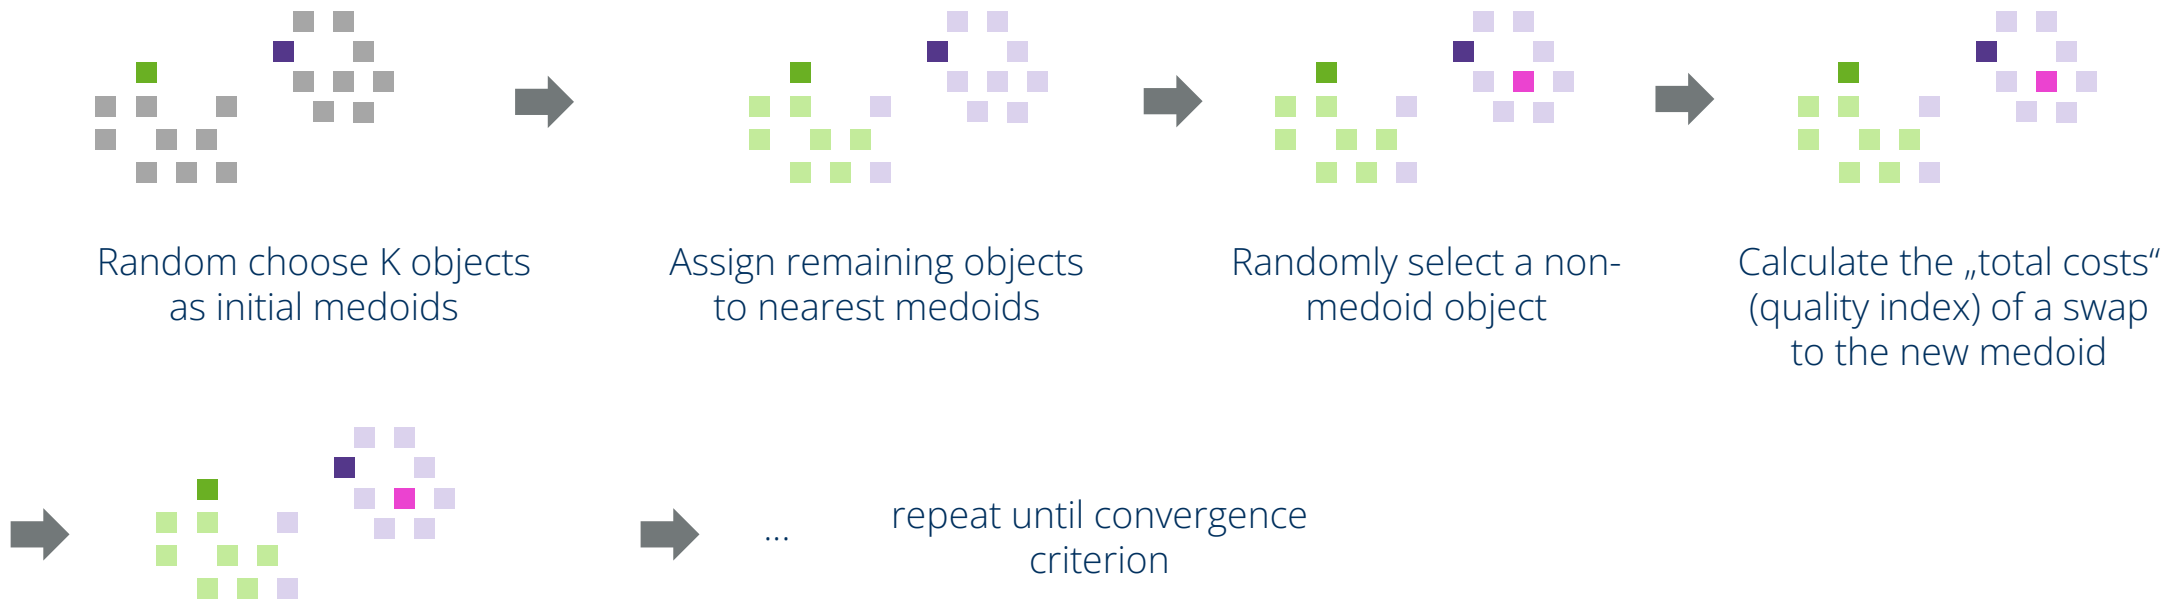 Random choose K objects
as initial medoids
Assign remaining objects
to nearest medoids
Randomly select a non-
medoid object
Calculate the „total costs“
(quality index) of a swap
to the new medoid
...
repeat until convergence
criterion